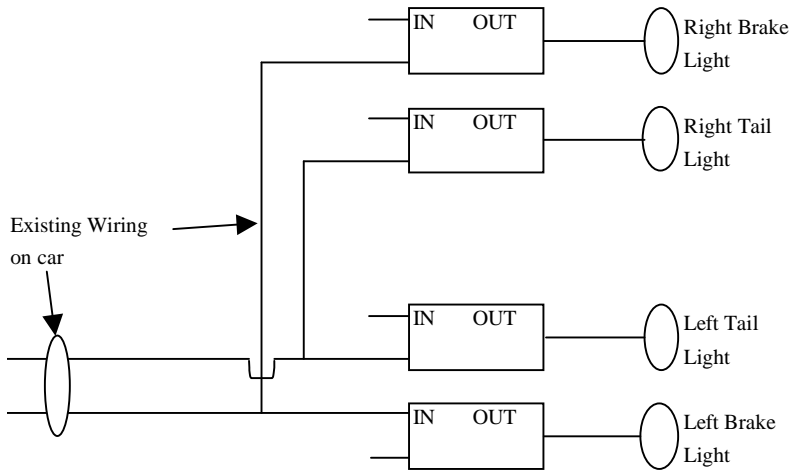 IN OUT
Right Brake
Light
IN OUT
Right Tail
Light
Existing Wiring
on car
IN OUT
Left Tail
Light
IN OUT
Left Brake
Light